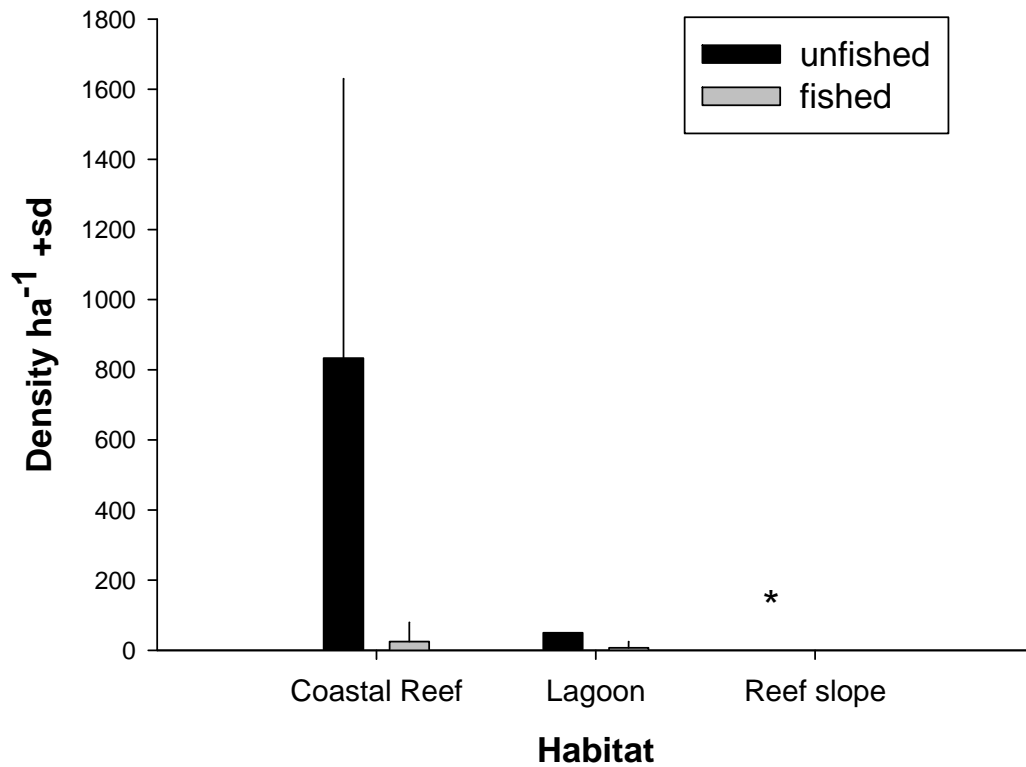 1800
1600
1400
1200
1000
800
600
400
200
0
Density ha-1 +sd
unfished
fished
*
Coastal Reef Lagoon Reef slope
Habitat